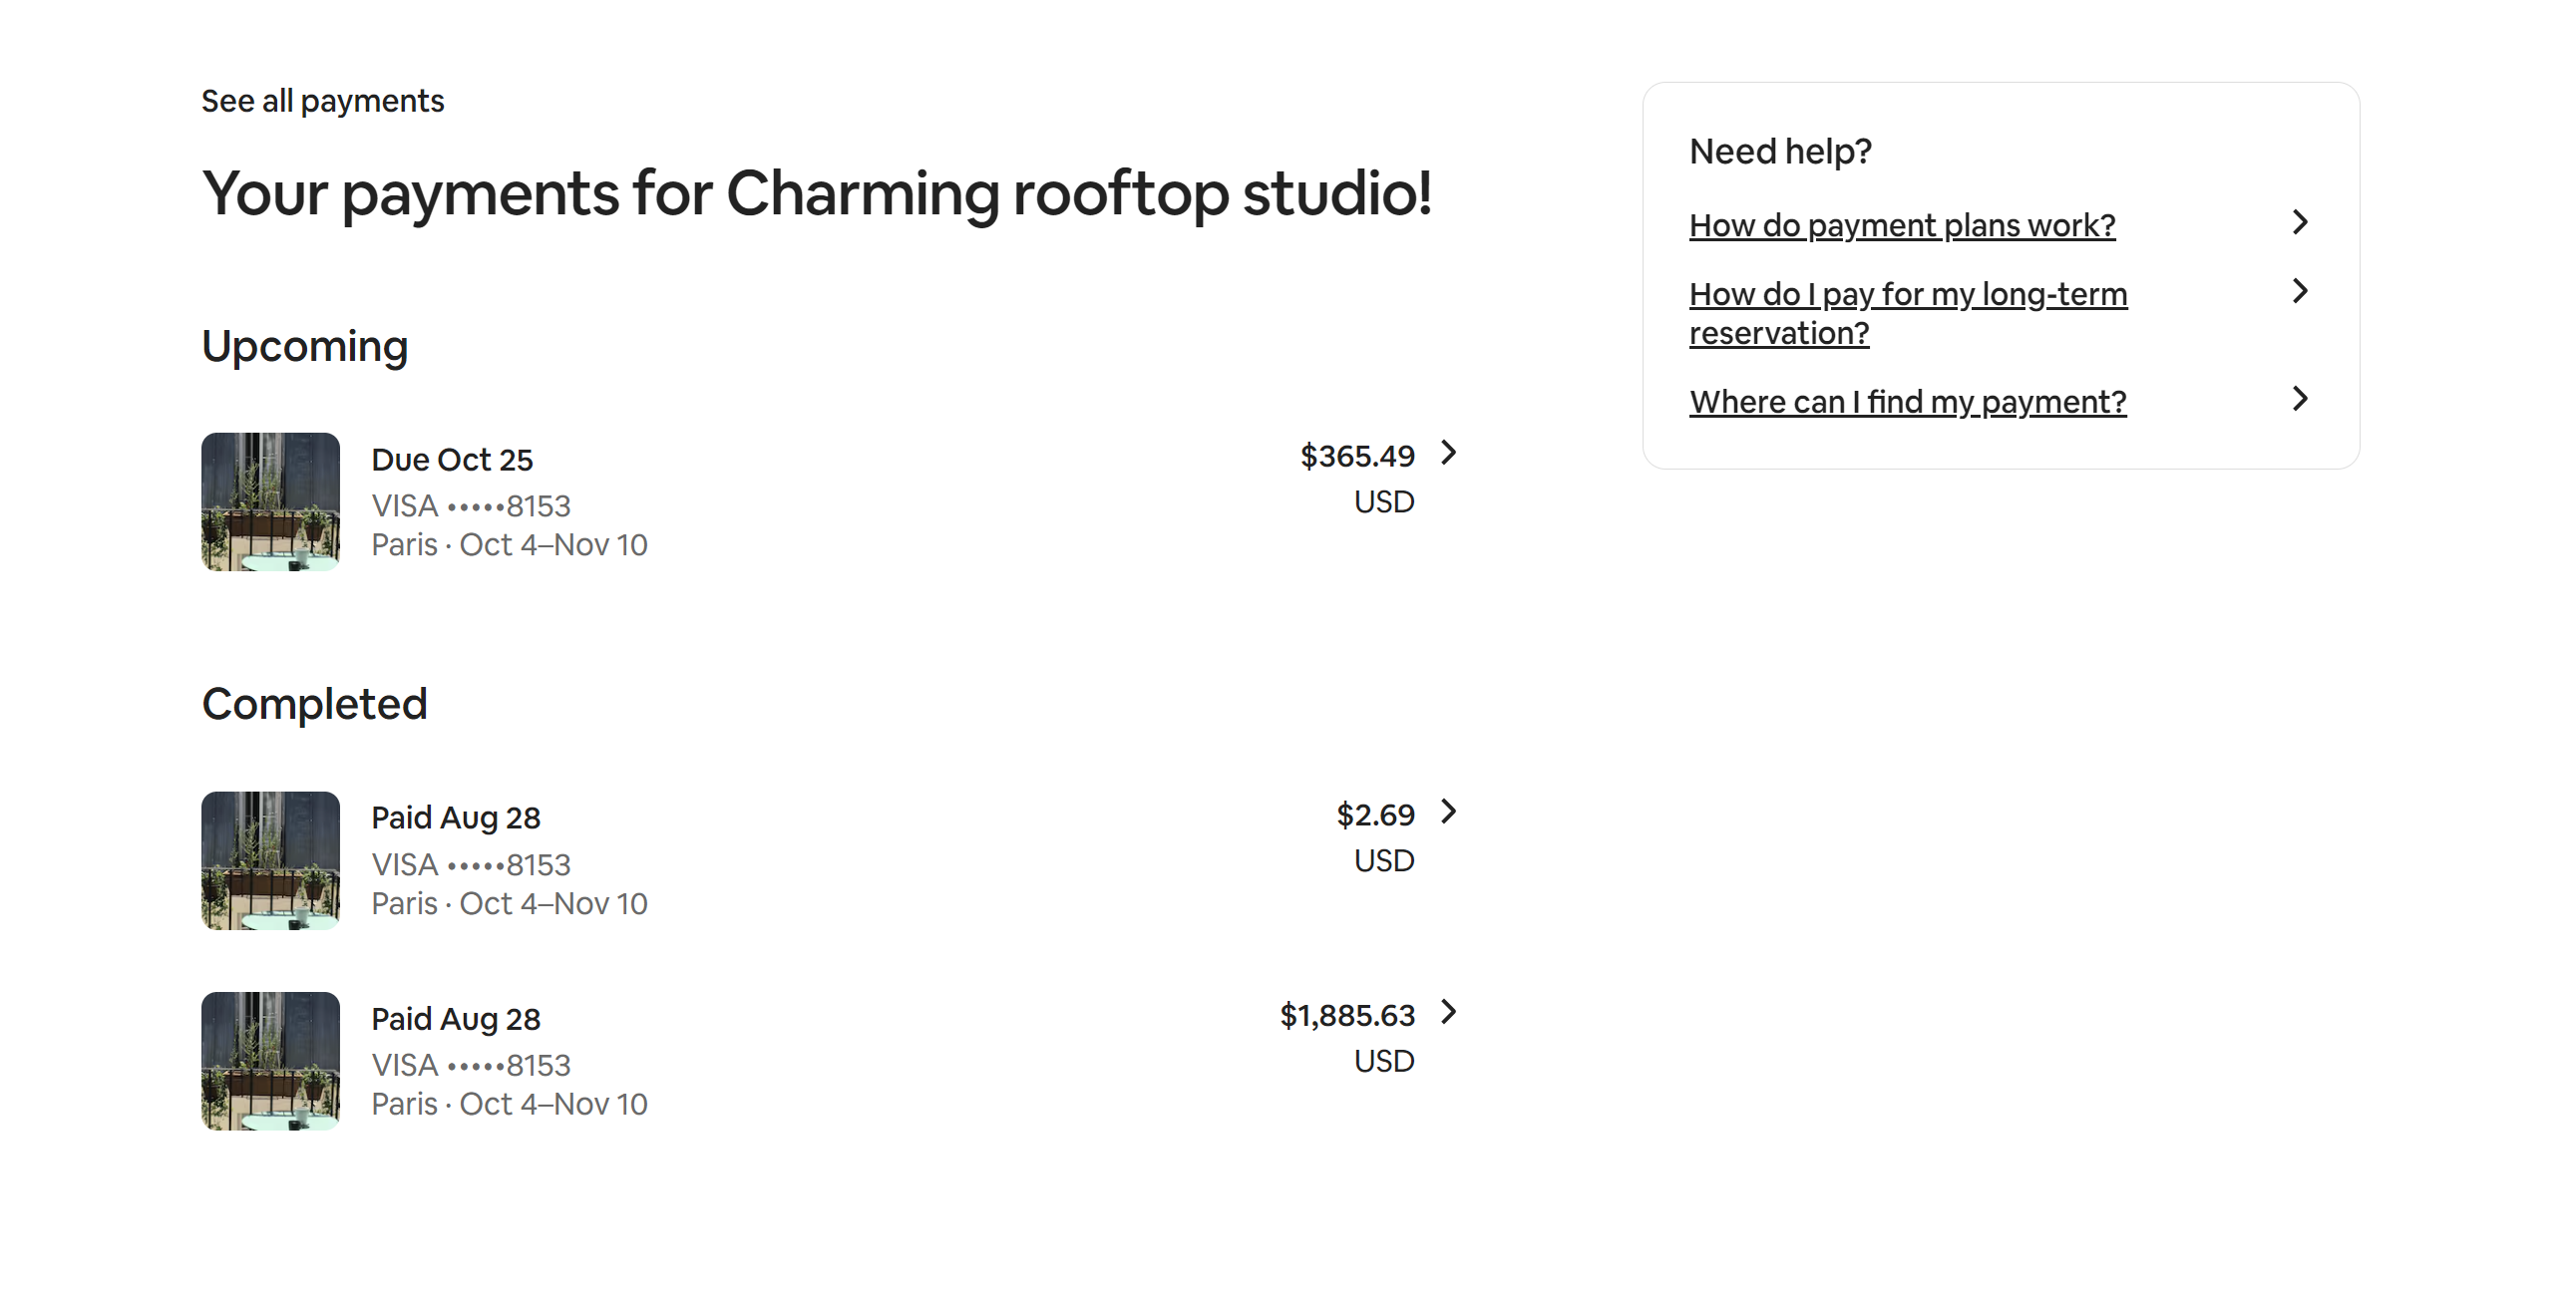 See all payments
Your payments for Charming rooftop studio!
Upcoming
Due Oct 25
$365.49
VISA •••••8153
USD
Paris · Oct 4–Nov 10
Completed
Paid Aug 28
$2.69
VISA •••••8153
USD
Paris · Oct 4–Nov 10
Paid Aug 28
$1,885.63
VISA •••••8153
USD
Paris · Oct 4–Nov 10
Need help?
How do payment plans work?
How do I pay for my long-term
reservation?
Where can I find my payment?